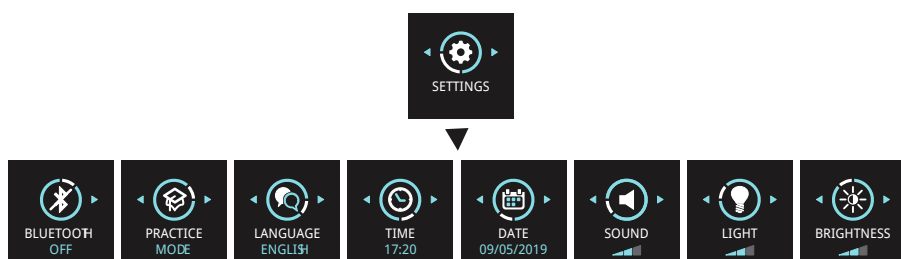 SETTINGS
BLUETOOTH
OFF
PRACTICE
MODE
LANGUAGE
ENGLISH
TIME
17:20
DATE
09/05/2019
SOUND
LIGHT
BRIGHTNESS